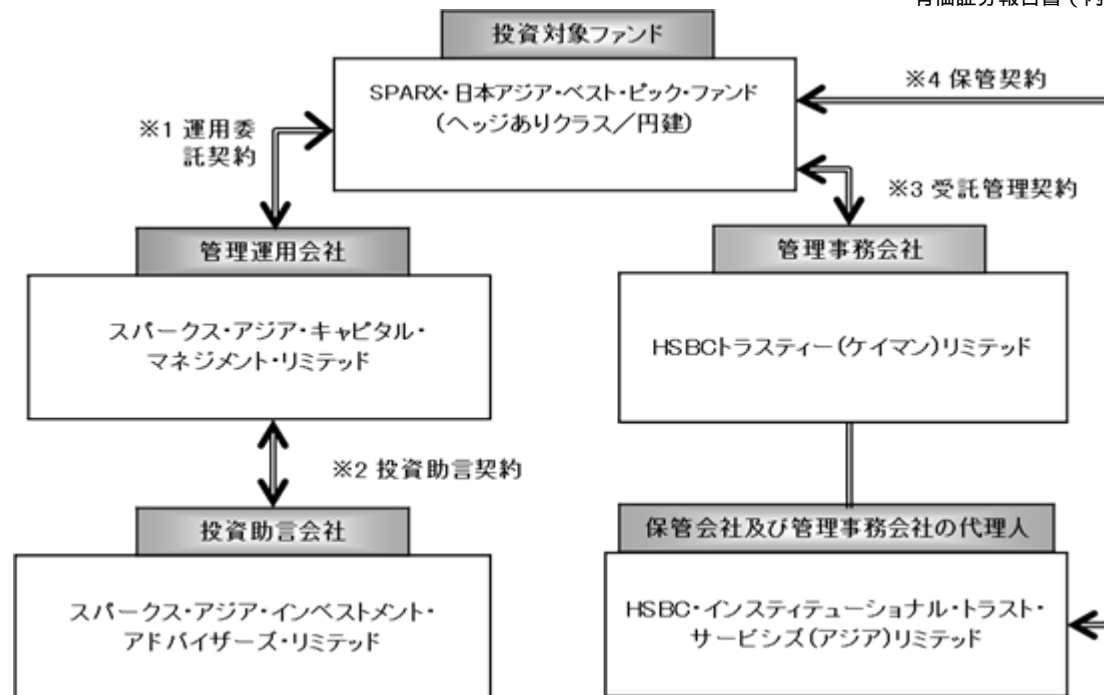 有価証券報告書（内
投資対象ファンド
SPARX・日本アジア・ベスト・ピック・ファンド
（ヘッジありクラス／円建）
※4 保管契約
※1 運用委
託契約
※3 受託管理契約
管理運用会社
スパークス・アジア・キャピタル・
マネジメント・リミテッド
管理事務会社
HSBCトラスティー（ケイマン）リミテッド
※2 投資助言契約
投資助言会社
スパークス・アジア・インベストメント・
アドバイザーズ・リミテッド
保管会社及び管理事務会社の代理人
HSBC・インスティテューショナル・トラスト・
サービシズ（アジア）リミテッド